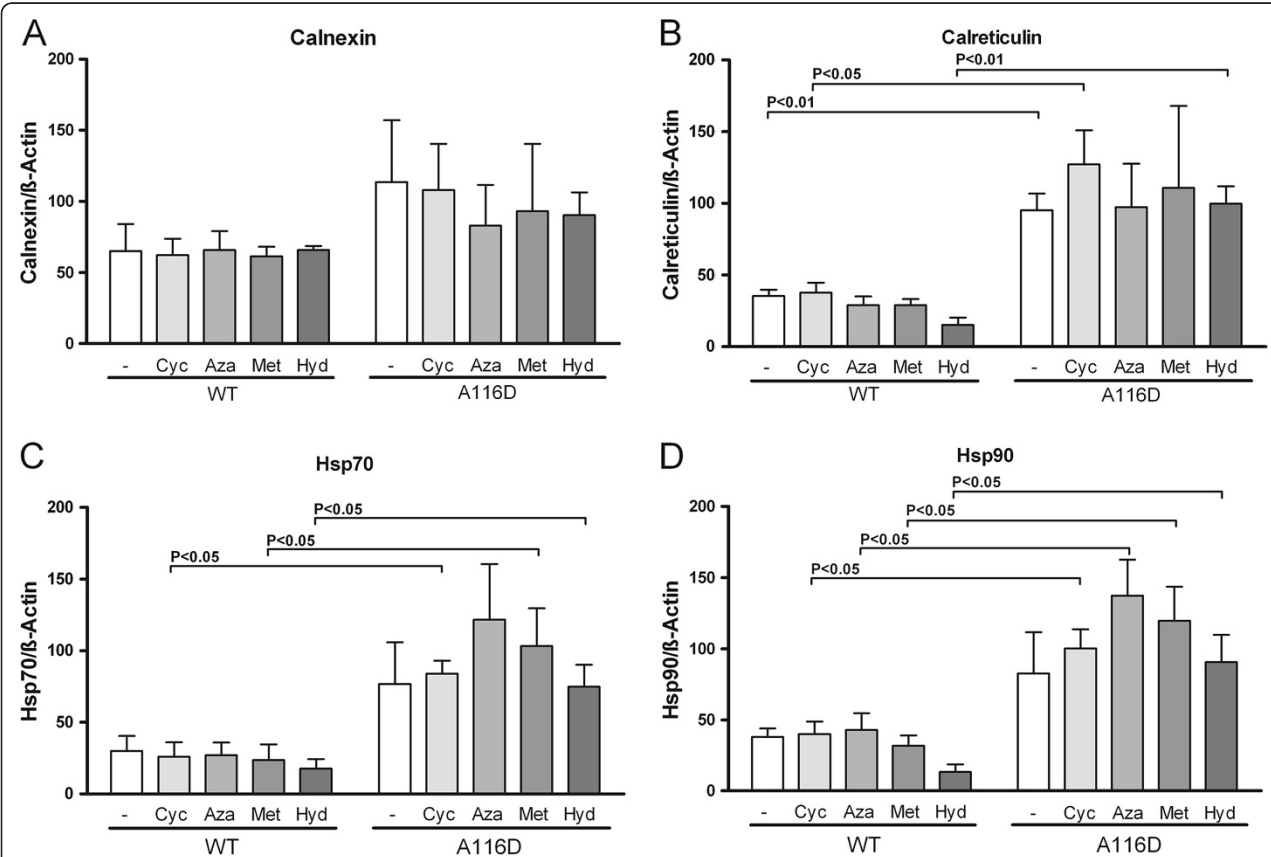 A
Calnexin
Calnexin/ß-Actin
200
150
100
50
0
- Cyc Aza Met Hyd - Cyc Aza Met Hyd
WT A116D
B
Calreticulin
Calreticulin/ß-Actin
200
150
100
50
0
P<0.01
P<0.05
P<0.01
- Cyc Aza Met Hyd - Cyc Aza Met Hyd
WT A116D
C
Hsp70
Hsp70/ß-Actin
200
150
100
50
0
P<0.05
P<0.05
P<0.05
- Cyc Aza Met Hyd - Cyc Aza Met Hyd
WT A116D
D
Hsp90
Hsp90/ß-Actin
200
150
100
50
0
P<0.05
P<0.05
P<0.05
P<0.05
- Cyc Aza Met Hyd - Cyc Aza Met Hyd
WT A116D